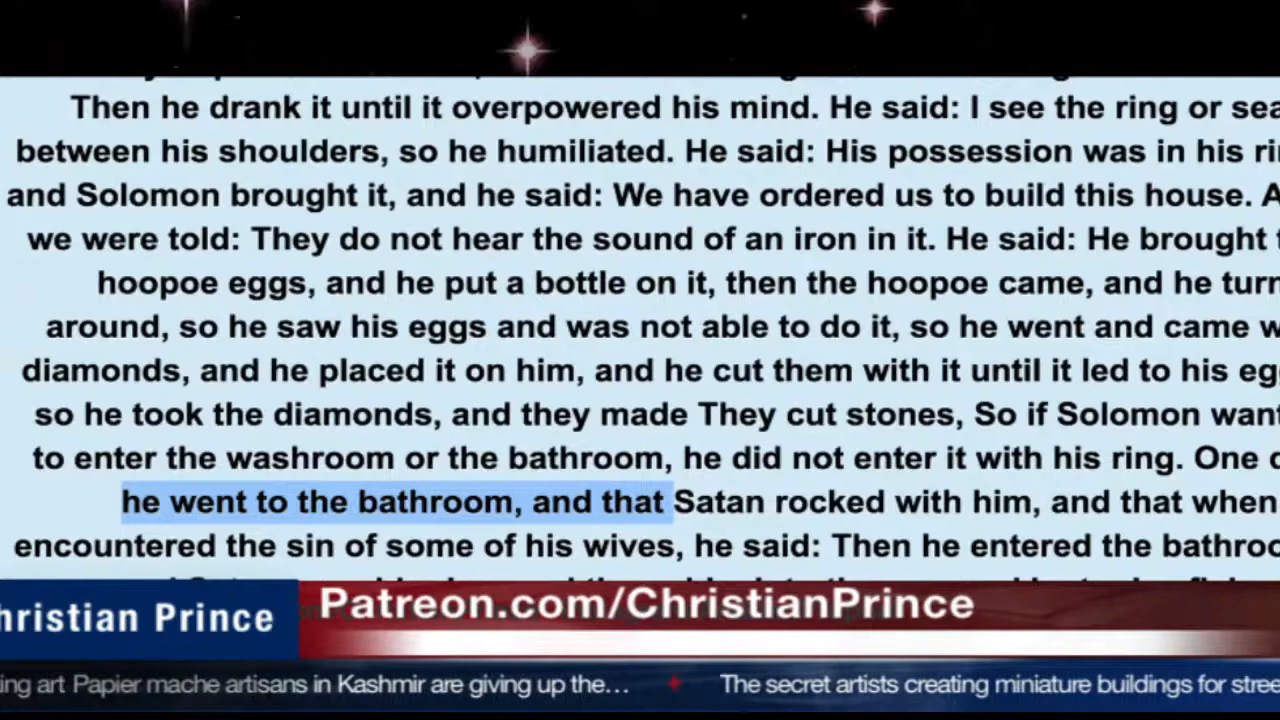 Then he drank it until it overpowered his mind. He said: I see the ring or sea
between his shoulders, so he humiliated. He said: His possession was in his ri
and Solomon brought it, and he said: We have ordered us to build this house. A
we were told: They do not hear the sound of an iron in it. He said: He brought t
hoopoe eggs, and he put a bottle on it, then the hoopoe came, and he turn
around, so he saw his eggs and was not able to do it, so he went and came w
diamonds, and he placed it on him, and he cut them with it until it led to his eg
so he took the diamonds, and they made They cut stones, So if Solomon want
to enter the washroom or the bathroom, he did not enter it with his ring. One d
he went to the bathroom, and that Satan rocked with him, and that when
encountered the sin of some of his wives, he said: Then he entered the bathroo
hristian Prince
Patreon.com/ChristianPrince
ing art Papier mache artisans in Kashmir are giving up the... The secret artists creating miniature buildings for stree